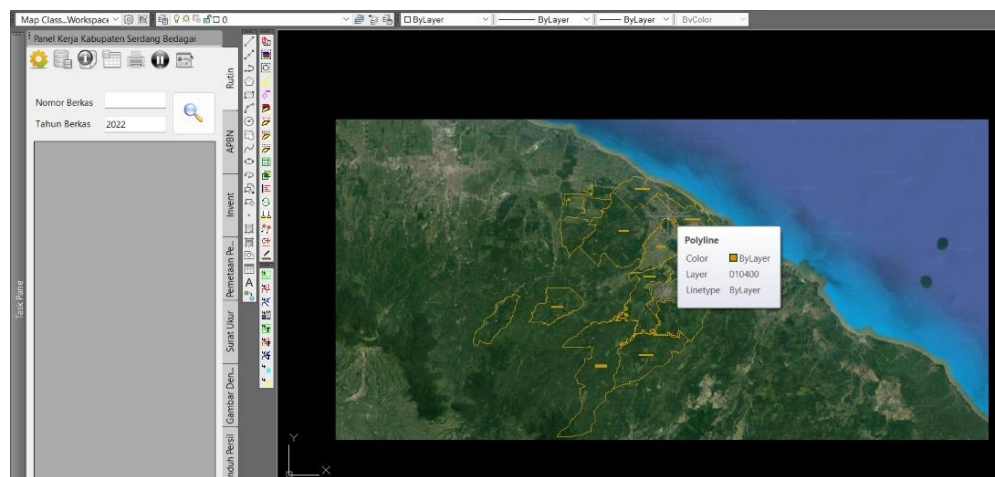 Map Class...Workspace
0
ByLayer
ByLayer
ByLayer
ByColor
Panel Kerja Kabupaten Serdang Bedagai
Nomor Berkas
Tahun Berkas 2022
Rutin
APBN
Invent
Pemetaan Pe...
Surat Ukur
Gambar Den...
nduh Persil
Task Pane
A
Polyline
Color ByLayer
Layer 010400
Linetype ByLayer
Y
X